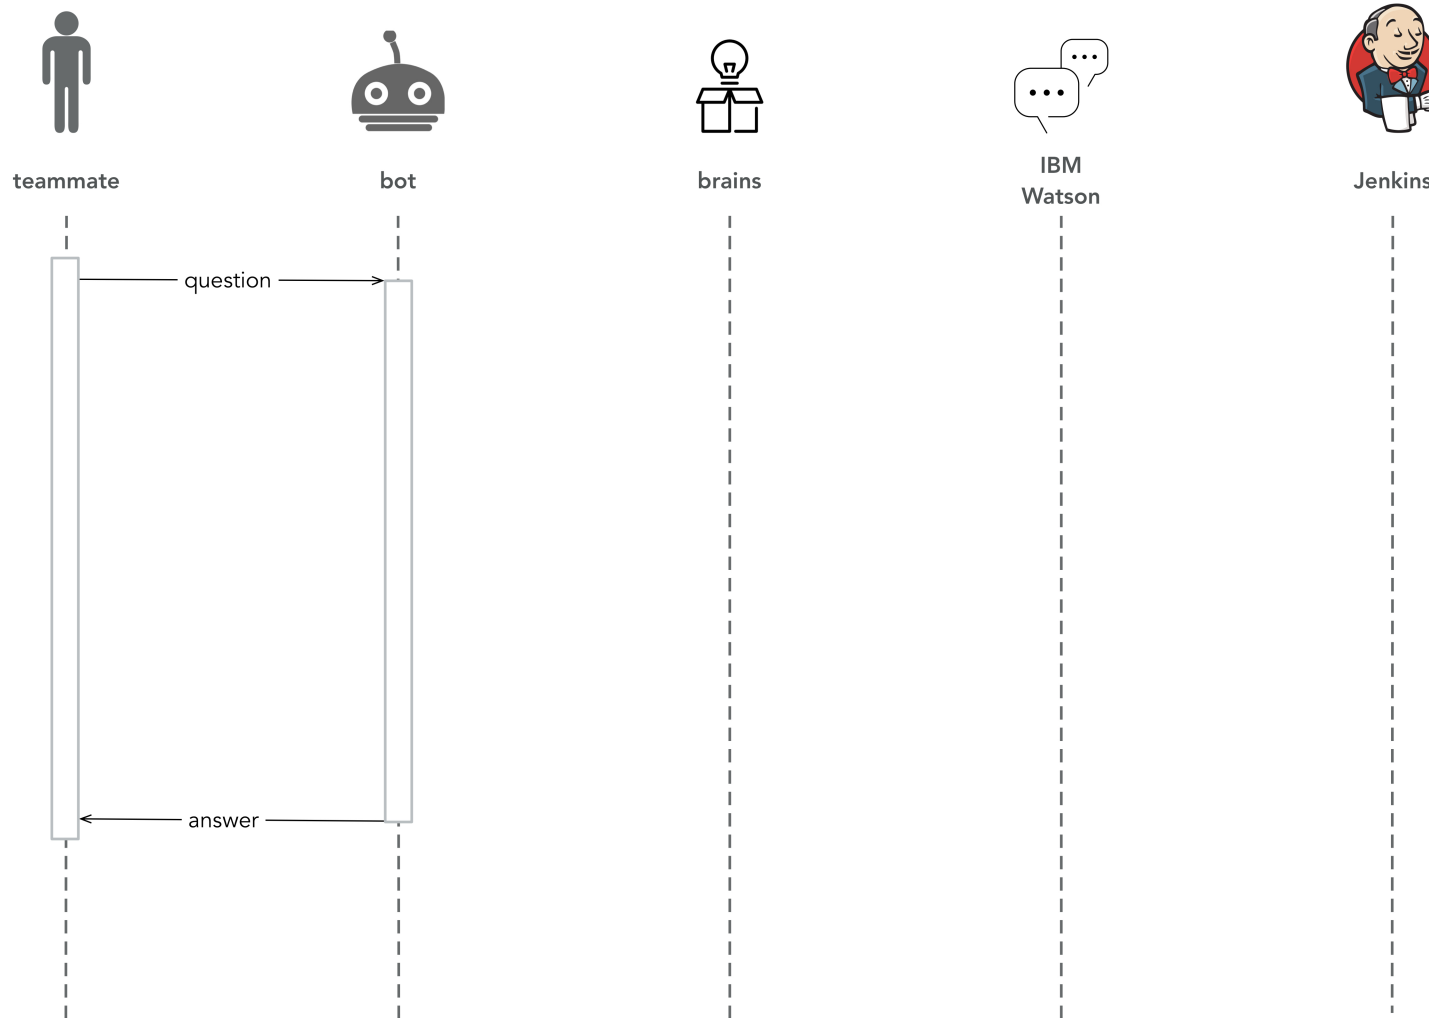 teammate
bot
brains
IBM
Watson
Jenkins
question
answer